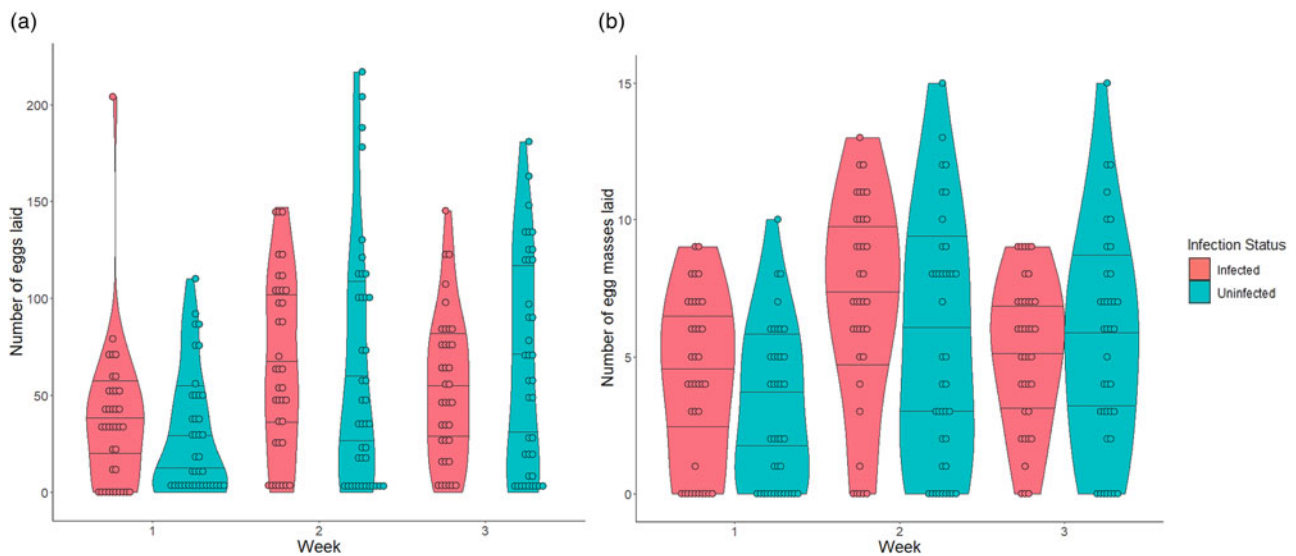 (a)
200
150
100
50
0
Number of eggs laid
1 2 3
Week
(b)
15
10
5
0
Number of egg masses laid
1 2 3
Week
Infection Status
Infected
Uninfected